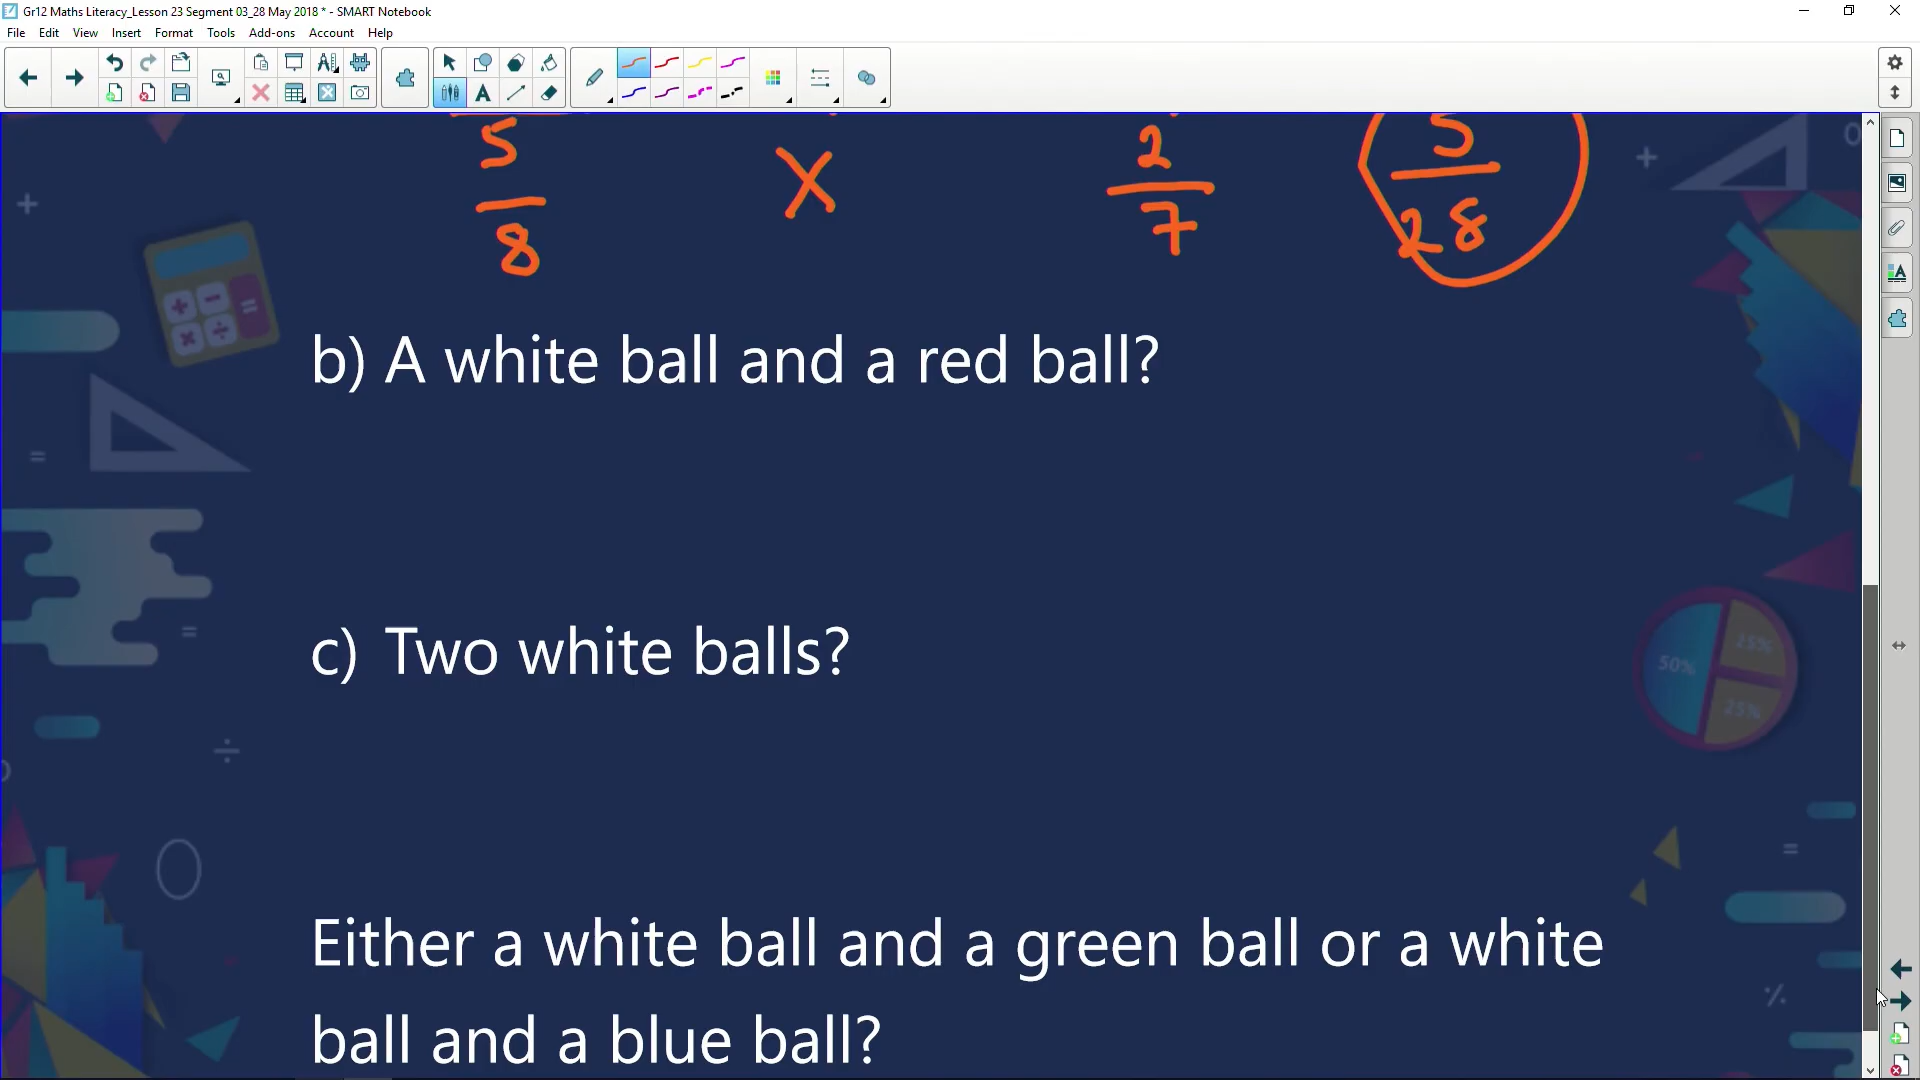 Gr12 Maths Literacy_Lesson 23 Segment 03_28 May 2018 * - SMART Notebook
File Edit View Insert Format Tools Add-ons Account Help
5 2 5
— X — —
8 7 28
b) A white ball and a red ball?
c) Two white balls?
50% 25%
25%
Either a white ball and a green ball or a white
ball and a blue ball?